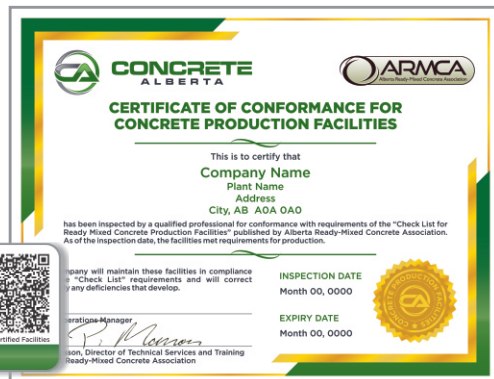 CONCRETE
ALBERTA
ARMCA
Alberta Ready-Mixed Concrete Association
CERTIFICATE OF CONFORMANCE FOR
CONCRETE PRODUCTION FACILITIES
This is to certify that
Company Name
Plant Name
Address
City, AB A0A 0A0
has been inspected by a qualified professional for conformance with requirements of the "Check List for
Ready Mixed Concrete Production Facilities" published by Alberta Ready-Mixed Concrete Association.
As of the inspection date, the facilities met requirements for production.
mpany will maintain these facilities in compliance
e "Check List" requirements and will correct
y any deficiencies that develop.
INSPECTION DATE
Month 00, 0000
EXPIRY DATE
Month 00, 0000
PRODUCTION
FACILITIES
CA
erations Manager
son, Director of Technical Services and Training
Ready-Mixed Concrete Association
rtified Facilities